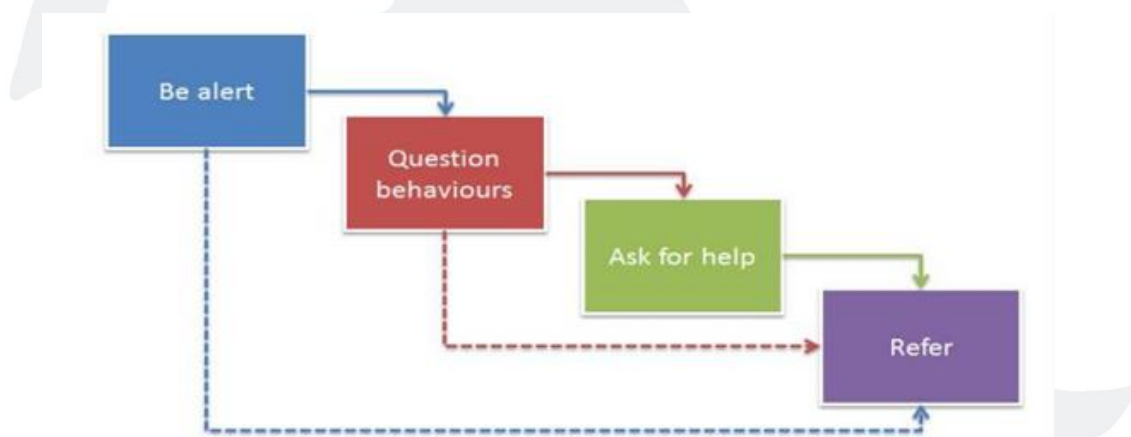 Be alert
Question
behaviours
Ask for help
Refer